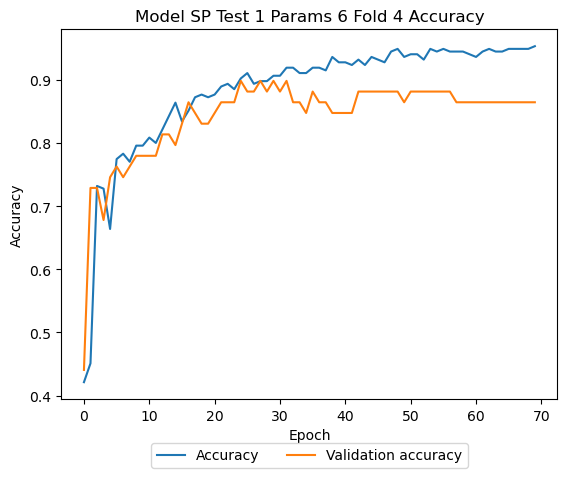 Model SP Test 1 Params 6 Fold 4 Accuracy
Accuracy
0.9
0.8
0.7
0.6
0.5
0.4
0 10 20 30 40 50 60 70
Epoch
Accuracy Validation accuracy